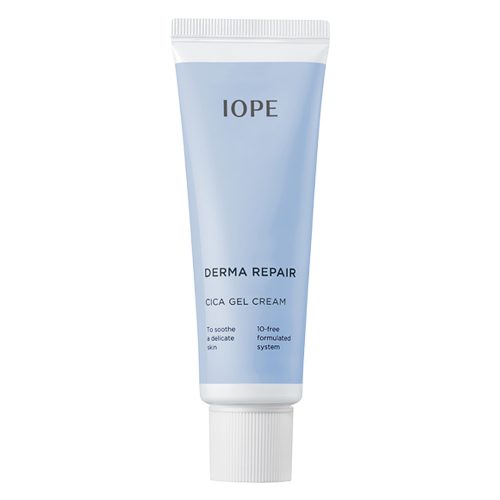 IOPE
DERMA REPAIR
CICA GEL CREAM
To soothe
a delicate
skin
10-free
formulated
system